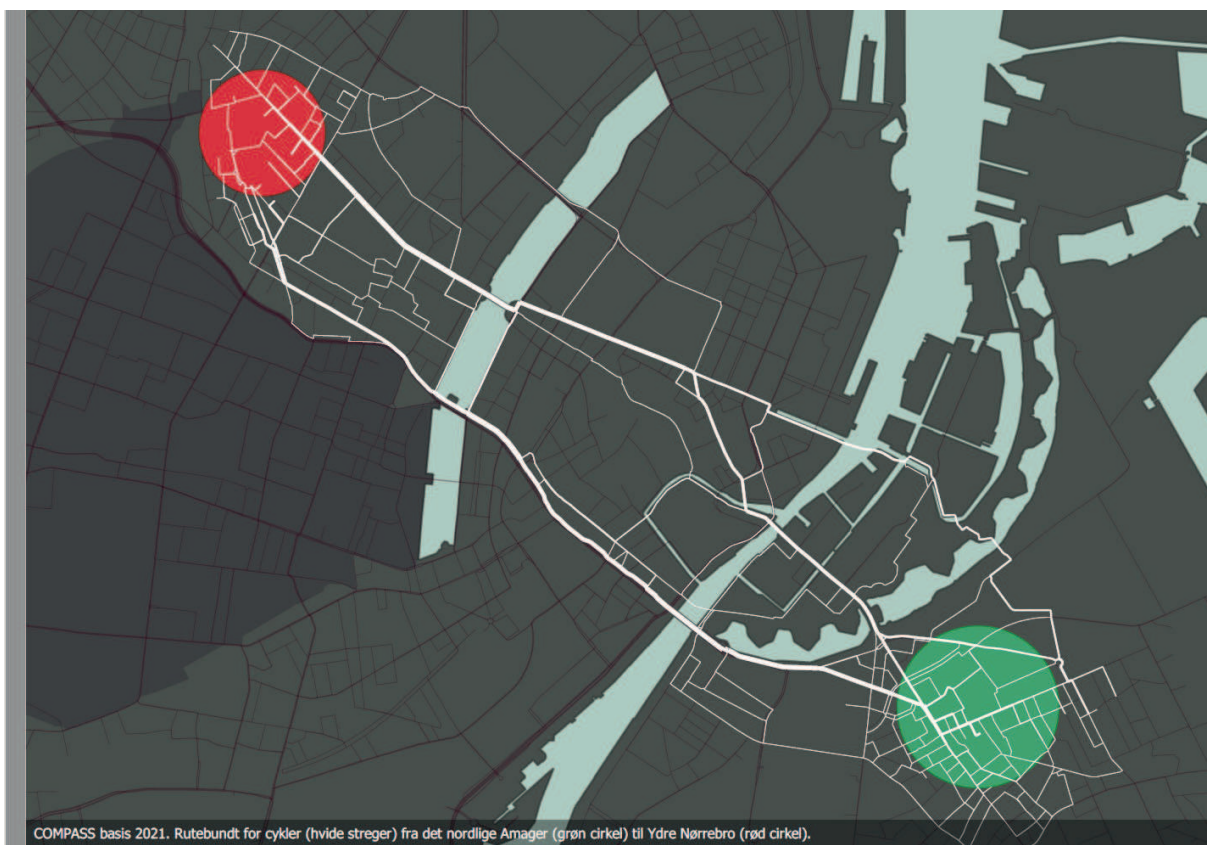 COMPASS basis 2021. Rutebundt for cykler (hvide streger) fra det nordlige Amager (grøn cirkel) til Ydre Nørrebro (rød cirkel).